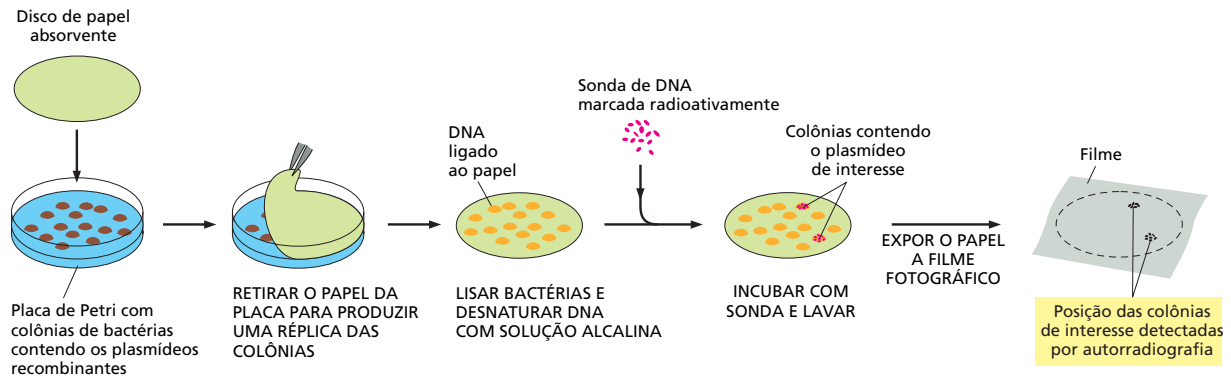 Disco de papel
absorvente
Placa de Petri com
colônias de bactérias
contendo os plasmídeos
recombinantes
RETIRAR O PAPEL DA
PLACA PARA PRODUZIR
UMA RÉPLICA DAS
COLÔNIAS
DNA
ligado
ao papel
LISAR BACTÉRIAS E
DESNATURAR DNA
COM SOLUÇÃO ALCALINA
Sonda de DNA
marcada radioativamente
Colônias contendo
o plasmídeo
de interesse
INCUBAR COM
SONDA E LAVAR
EXPOR O PAPEL
A FILME
FOTOGRÁFICO
Filme
Posição das colônias
de interesse detectadas
por autorradiografia